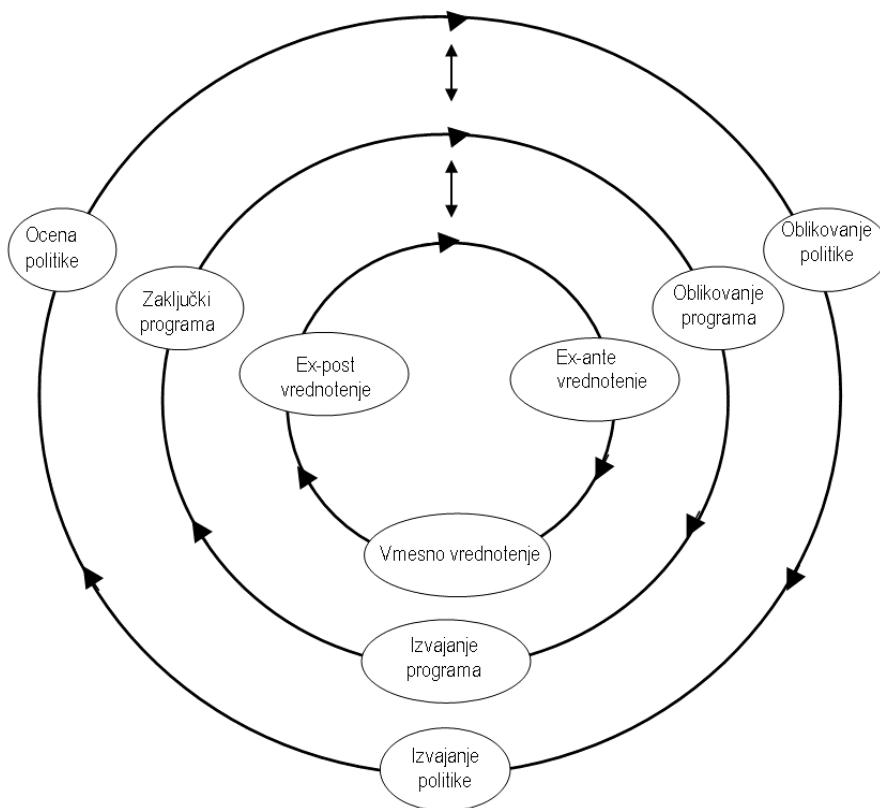 Ocena
politike
Oblikovanje
politike
Zaključki
programa
Oblikovanje
programa
Ex-post
vrednotenje
Ex-ante
vrednotenje
Vmesno vrednotenje
Izvajanje
programa
Izvajanje
politike